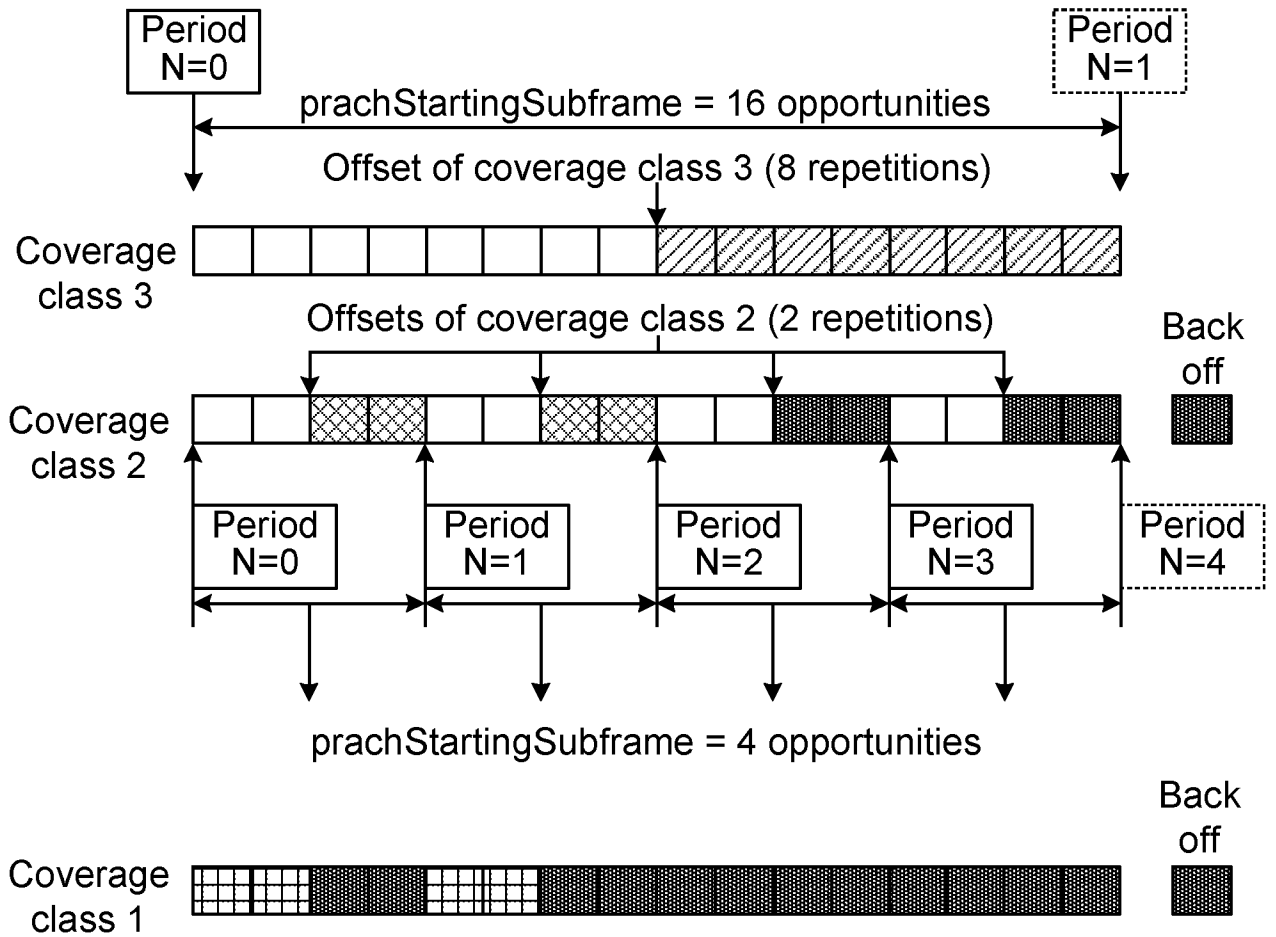 Period
N=0
Period
N=1
prachStartingSubframe = 16 opportunities
Offset of coverage class 3 (8 repetitions)
Coverage
class 3
Offsets of coverage class 2 (2 repetitions)
Back
off
Coverage
class 2
Period
N=0
Period
N=1
Period
N=2
Period
N=3
Period
N=4
prachStartingSubframe = 4 opportunities
Back
off
Coverage
class 1